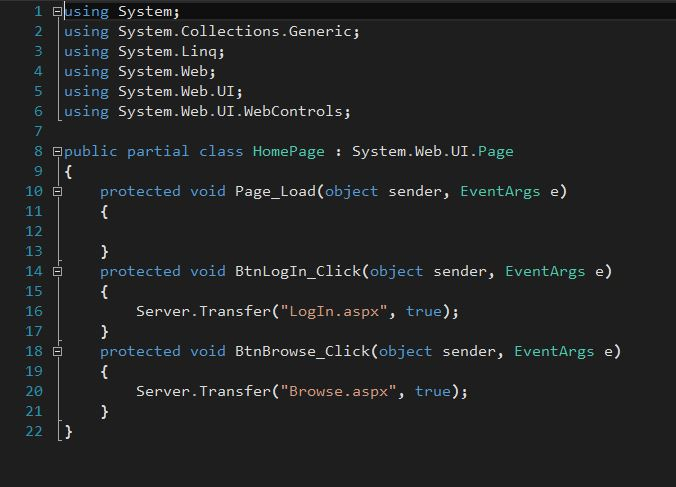 1 using System;
2 using System.Collections.Generic;
3 using System.Linq;
4 using System.Web;
5 using System.Web.UI;
6 using System.Web.UI.WebControls;
7
8 public partial class HomePage : System.Web.UI.Page
9 {
10     protected void Page_Load(object sender, EventArgs e)
11     {
12
13     }
14     protected void BtnLogIn_Click(object sender, EventArgs e)
15     {
16         Server.Transfer("LogIn.aspx", true);
17     }
18     protected void BtnBrowse_Click(object sender, EventArgs e)
19     {
20         Server.Transfer("Browse.aspx", true);
21     }
22 }